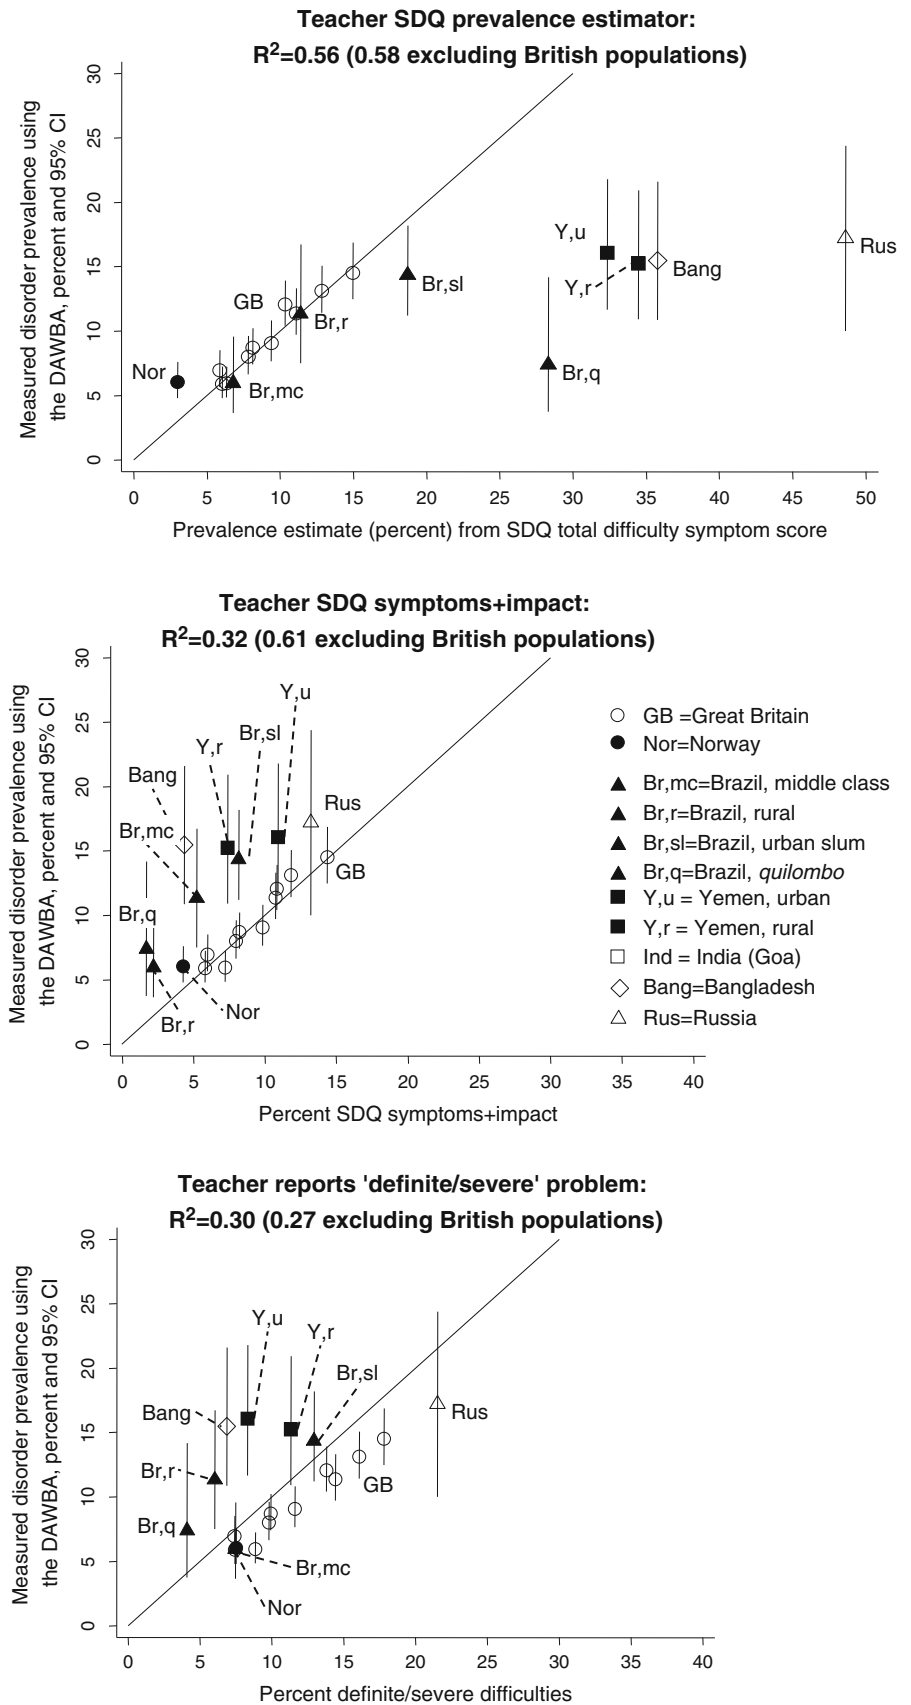 Teacher SDQ prevalence estimator:
R²=0.56 (0.58 excluding British populations)
Measured disorder prevalence using
the DAWBA, percent and 95% CI
30
25
20
15
10
5
0
Nor
GB
Br,mc
Br,r
Br,sl
Y,u
Y,r
Bang
Br,q
Rus
0 5 10 15 20 25 30 35 40 45 50
Prevalence estimate (percent) from SDQ total difficulty symptom score
Teacher SDQ symptoms+impact:
R²=0.32 (0.61 excluding British populations)
Measured disorder prevalence using
the DAWBA, percent and 95% CI
30
25
20
15
10
5
0
Y,u
Br,sl
Y,r
Bang
Rus
Br,mc
GB
Br,q
Nor
Br,r
0 5 10 15 20 25 30 35 40
Percent SDQ symptoms+impact
GB =Great Britain
Nor=Norway
Br,mc=Brazil, middle class
Br,r=Brazil, rural
Br,sl=Brazil, urban slum
Br,q=Brazil, quilombo
Y,u = Yemen, urban
Y,r = Yemen, rural
Ind = India (Goa)
Bang=Bangladesh
Rus=Russia
Teacher reports 'definite/severe' problem:
R²=0.30 (0.27 excluding British populations)
Measured disorder prevalence using
the DAWBA, percent and 95% CI
30
25
20
15
10
5
0
Y,u
Y,r
Br,sl
Bang
Rus
Br,r
GB
Br,q
Br,mc
Nor
0 5 10 15 20 25 30 35 40
Percent definite/severe difficulties